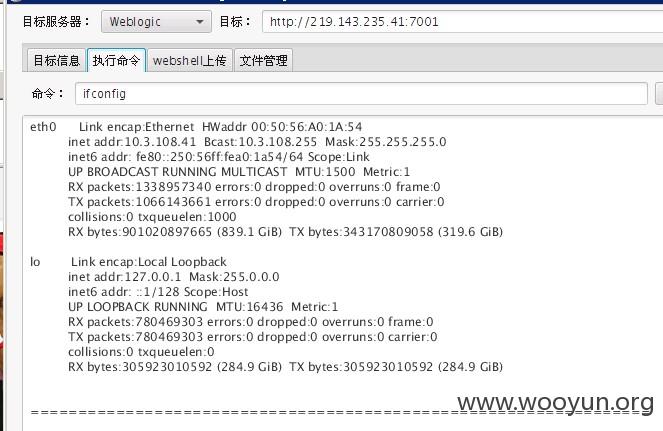 目标服务器： Weblogic 目标： http://219.143.235.41:7001
目标信息 执行命令 webshell上传 文件管理
命令： ifconfig
eth0 Link encap:Ethernet HWaddr 00:50:56:A0:1A:54
inet addr:10.3.108.41 Bcast:10.3.108.255 Mask:255.255.255.0
inet6 addr: fe80::250:56ff:fea0:1a54/64 Scope:Link
UP BROADCAST RUNNING MULTICAST MTU:1500 Metric:1
RX packets:1338957340 errors:0 dropped:0 overruns:0 frame:0
TX packets:1066143661 errors:0 dropped:0 overruns:0 carrier:0
collisions:0 txqueuelen:1000
RX bytes:901020897665 (839.1 GiB) TX bytes:343170809058 (319.6 GiB)
lo Link encap:Local Loopback
inet addr:127.0.0.1 Mask:255.0.0.0
inet6 addr: ::1/128 Scope:Host
UP LOOPBACK RUNNING MTU:16436 Metric:1
RX packets:780469303 errors:0 dropped:0 overruns:0 frame:0
TX packets:780469303 errors:0 dropped:0 overruns:0 carrier:0
collisions:0 txqueuelen:0
RX bytes:305923010592 (284.9 GiB) TX bytes:305923010592 (284.9 GiB)
www.wooyun.org